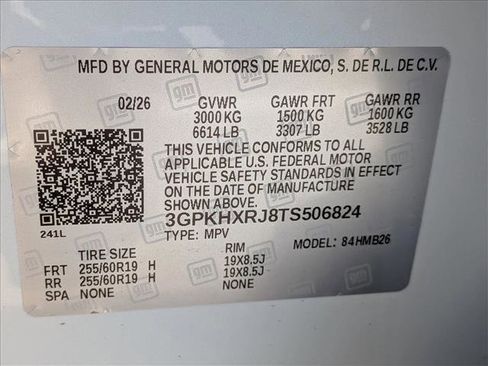 MFD BY GENERAL MOTORS DE MEXICO, S. DE R.L. DE C.V.
02/26 GVWR GAWR FRT GAWR RR
3000 KG 1500 KG 1600 KG
6614 LB 3307 LB 3528 LB
THIS VEHICLE CONFORMS TO ALL
APPLICABLE U.S. FEDERAL MOTOR
VEHICLE SAFETY STANDARDS IN EFFECT
ON THE DATE OF MANUFACTURE
SHOWN ABOVE.
3GPKHXRJ8TS506824
241L
TYPE: MPV MODEL: 84HMB26
TIRE SIZE RIM
FRT 255/60R19 H 19X8.5J
RR 255/60R19 H 19X8.5J
SPA NONE NONE
gm